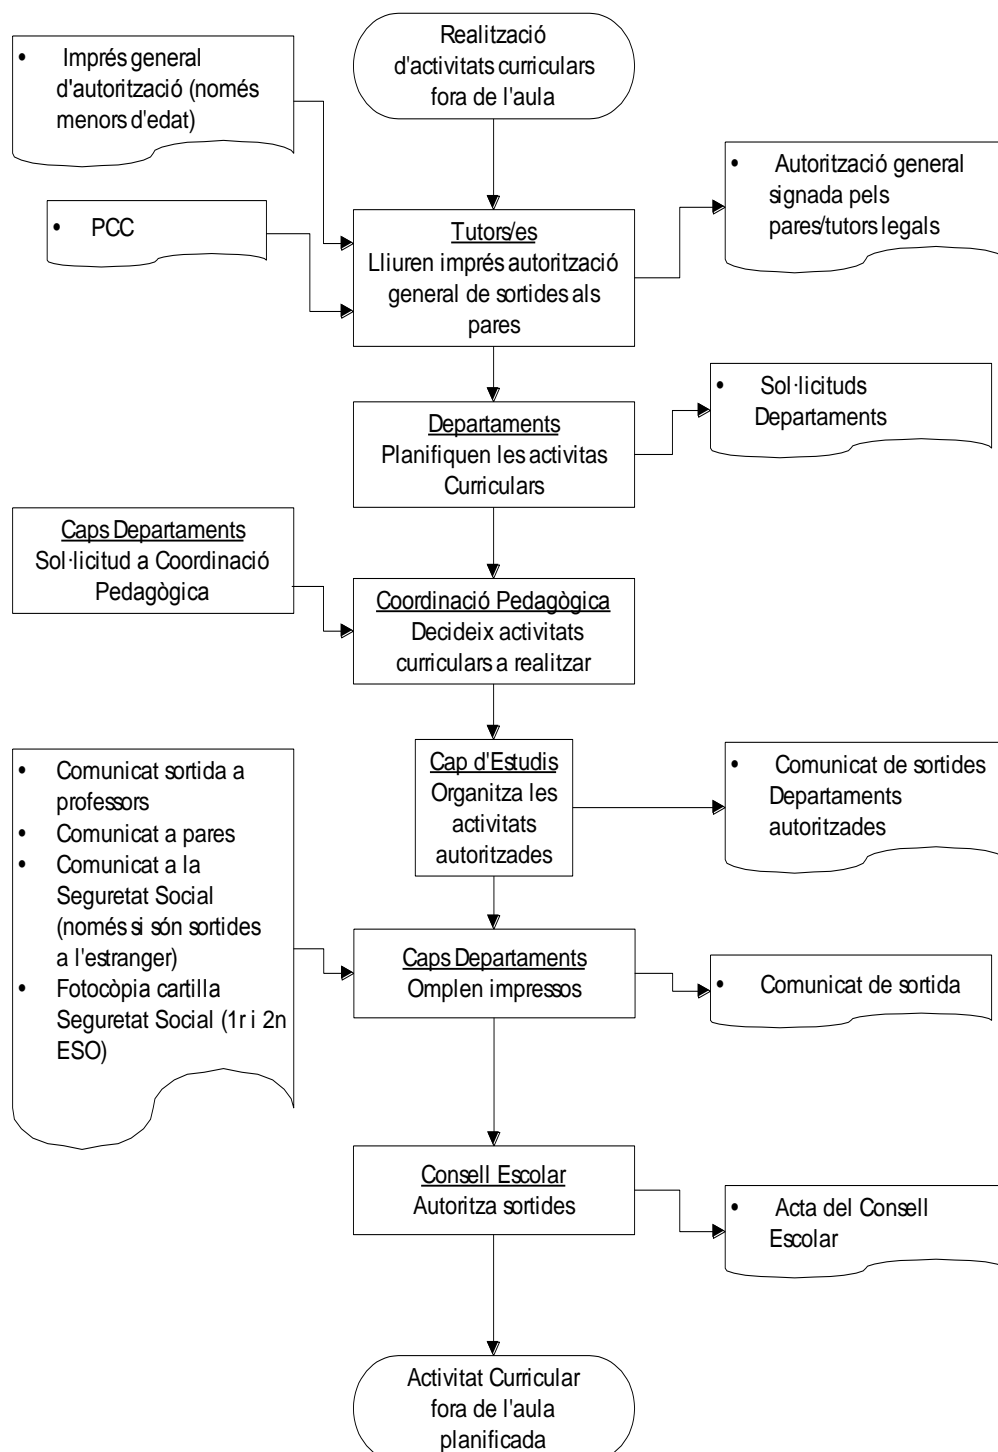 Realització
d'activitats curriculars
fora de l'aula
• Imprés general
d'autorització (només
menors d'edat)
• PCC
Tutors/es
Lliuren imprés autorització
general de sortides als
pares
• Autorització general
signada pels
pares/tutors legals
Departaments
Planifiquen les activitas
Curriculars
• Sol·licituds
Departaments
Caps Departaments
Sol·licitud a Coordinació
Pedagògica
Coordinació Pedagògica
Decideix activitats
curriculars a realitzar
Cap d'Estudis
Organitza les
activitats
autoritzades
• Comunicat de sortides
Departaments
autoritzades
• Comunicat sortida a
professors
• Comunicat a pares
• Comunicat a la
Seguretat Social
(només si són sortides
a l'estranger)
• Fotocòpia cartilla
Seguretat Social (1r i 2n
ESO)
Caps Departaments
Omplen impressos
• Comunicat de sortida
Consell Escolar
Autoritza sortides
• Acta del Consell
Escolar
Activitat Curricular
fora de l'aula
planificada